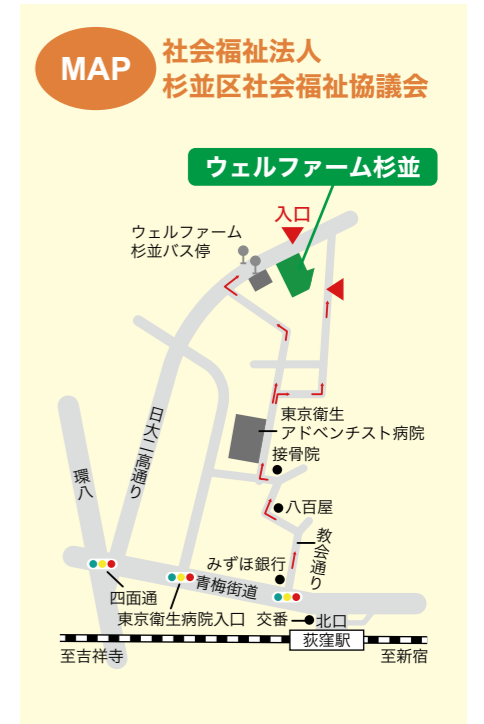 MAP
社会福祉法人
杉並区社会福祉協議会
ウェルファーム杉並
入口
ウェルファーム
杉並バス停
日大二高通り
東京衛生
アドベンチスト病院
接骨院
環八
八百屋
教会通り
みずほ銀行
青梅街道
四面通
東京衛生病院入口
交番
北口
荻窪駅
至吉祥寺
至新宿